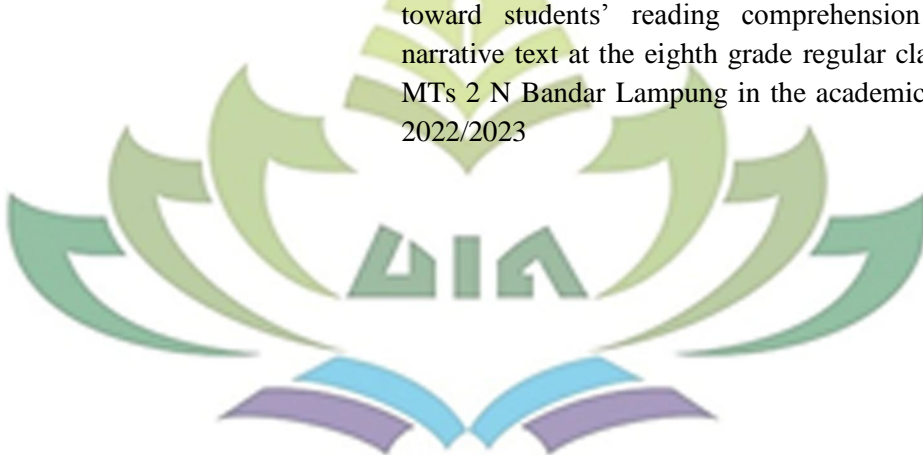 toward students’ reading comprehension
narrative text at the eighth grade regular cla
MTs 2 N Bandar Lampung in the academic
2022/2023
UIN